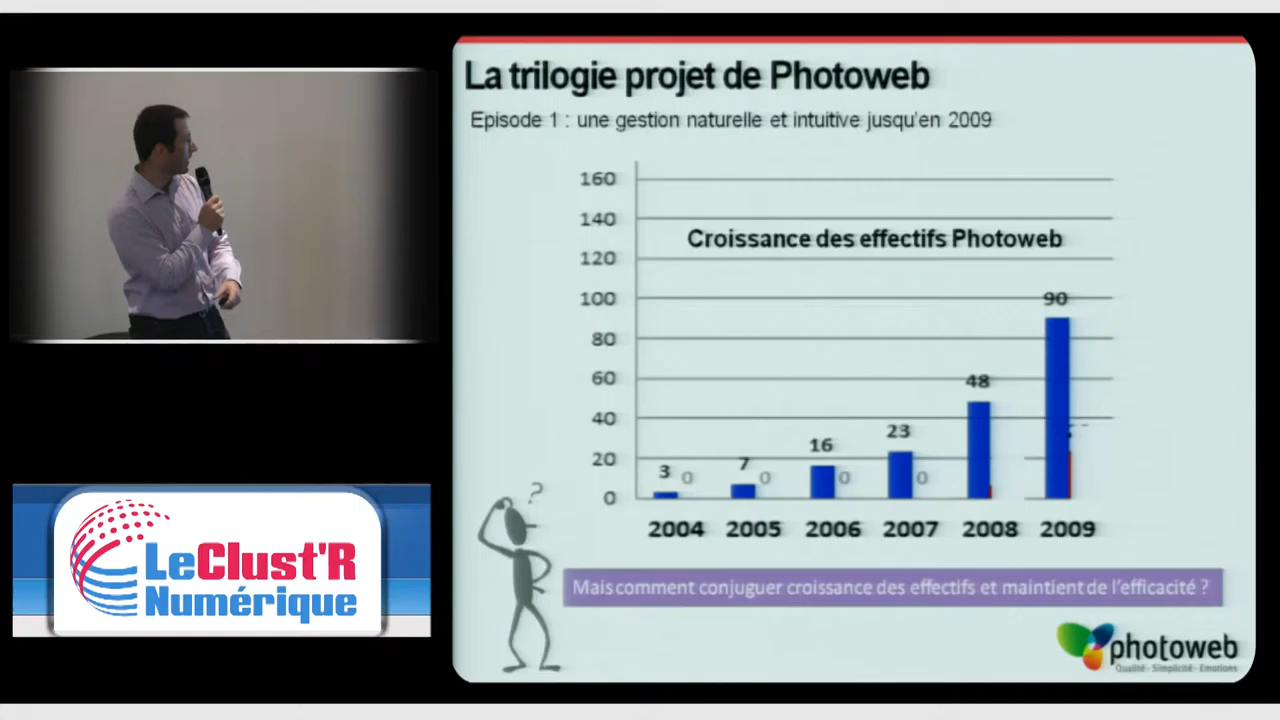 La trilogie projet de Photoweb
Episode 1 : une gestion naturelle et intuitive jusqu'en 2009
160
140
Croissance des effectifs Photoweb
120
100
90
80
60
48
40
23
16
20
7
3
0
0
0
0
0
2004 2005 2006 2007 2008 2009
?
Mais comment conjuguer croissance des effectifs et maintient de l'efficacité ?
photoweb
Qualité · Simplicité · Emotions
LeClust'R
Numérique